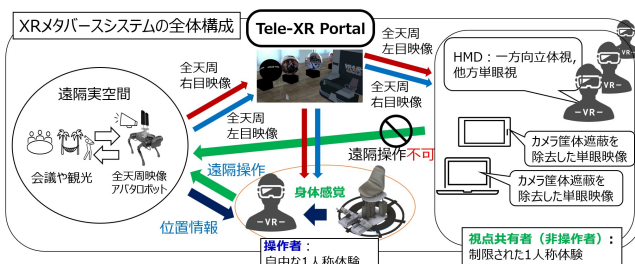 XRメタバースシステムの全体構成
Tele-XR Portal
全天周
右目映像
全天周
左目映像
全天周
左目映像
全天周
右目映像
HMD：一方向立体視,
他方単眼視
-VR-
遠隔実空間
会議や観光
全天周映像
アバタロボット
遠隔操作
位置情報
遠隔操作不可
身体感覚
-VR-
操作者：
自由な1人称体験
カメラ筐体遮蔽を
除去した単眼映像
カメラ筐体遮蔽を
除去した単眼映像
視点共有者（非操作者）：
制限された1人称体験